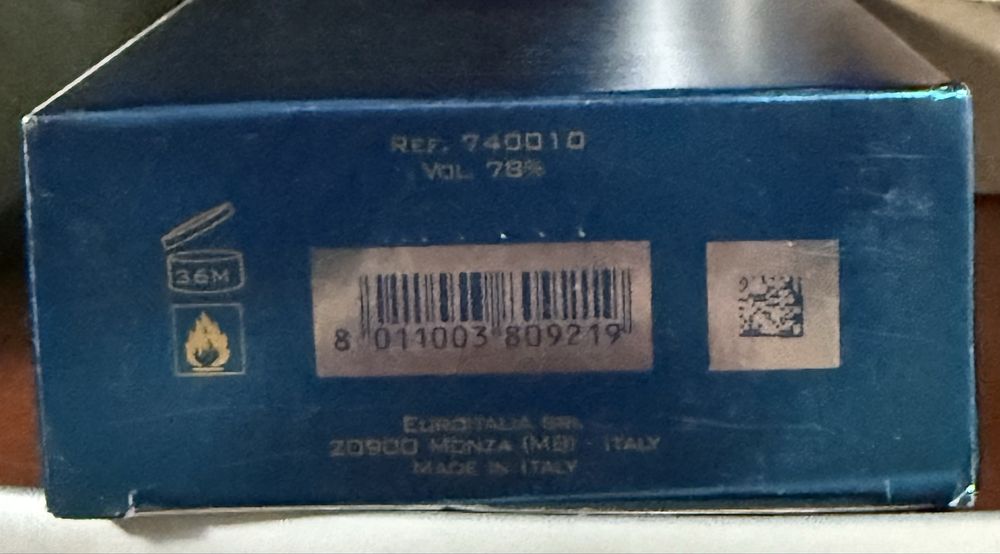 REF. 740010
VOL. 78%
36M
8 011003 809219
EUROITALIA SRL
20900 MONZA (MB) - ITALY
MADE IN ITALY